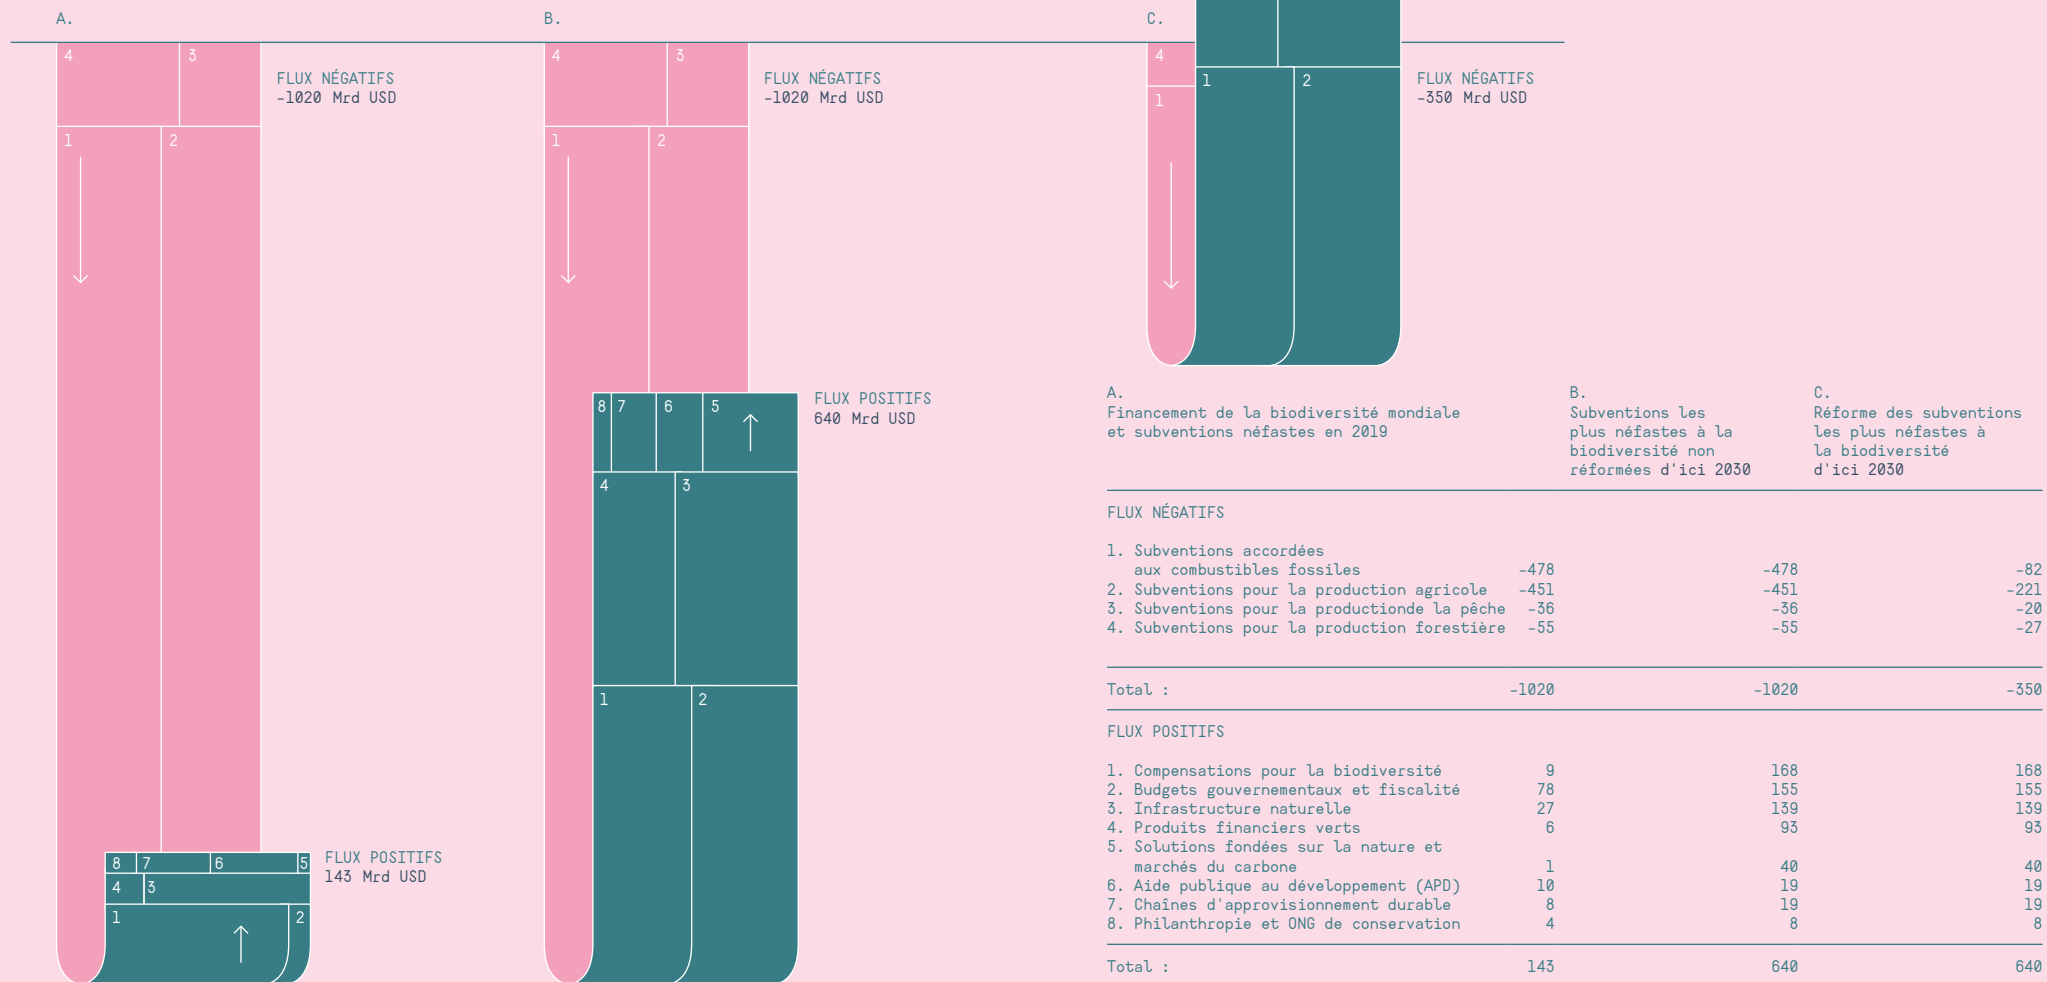 A.
B.
C.
4
3
FLUX NÉGATIFS
-1020 Mrd USD
1
2
8
7
6
5
FLUX POSITIFS
143 Mrd USD
4
3
1
2
4
3
FLUX NÉGATIFS
-1020 Mrd USD
1
2
8
7
6
5
FLUX POSITIFS
640 Mrd USD
4
3
1
2
4
FLUX NÉGATIFS
-350 Mrd USD
1
1
2
A.
Financement de la biodiversité mondiale
et subventions néfastes en 2019
B.
Subventions les
plus néfastes à la
biodiversité non
réformées d'ici 2030
C.
Réforme des subventions
les plus néfastes à
la biodiversité
d'ici 2030
FLUX NÉGATIFS
1. Subventions accordées
aux combustibles fossiles -478 -478 -82
2. Subventions pour la production agricole -451 -451 -221
3. Subventions pour la productionde la pêche -36 -36 -20
4. Subventions pour la production forestière -55 -55 -27
Total : -1020 -1020 -350
FLUX POSITIFS
1. Compensations pour la biodiversité 9 168 168
2. Budgets gouvernementaux et fiscalité 78 155 155
3. Infrastructure naturelle 27 139 139
4. Produits financiers verts 6 93 93
5. Solutions fondées sur la nature et
marchés du carbone 1 40 40
6. Aide publique au développement (APD) 10 19 19
7. Chaînes d'approvisionnement durable 8 19 19
8. Philanthropie et ONG de conservation 4 8 8
Total : 143 640 640